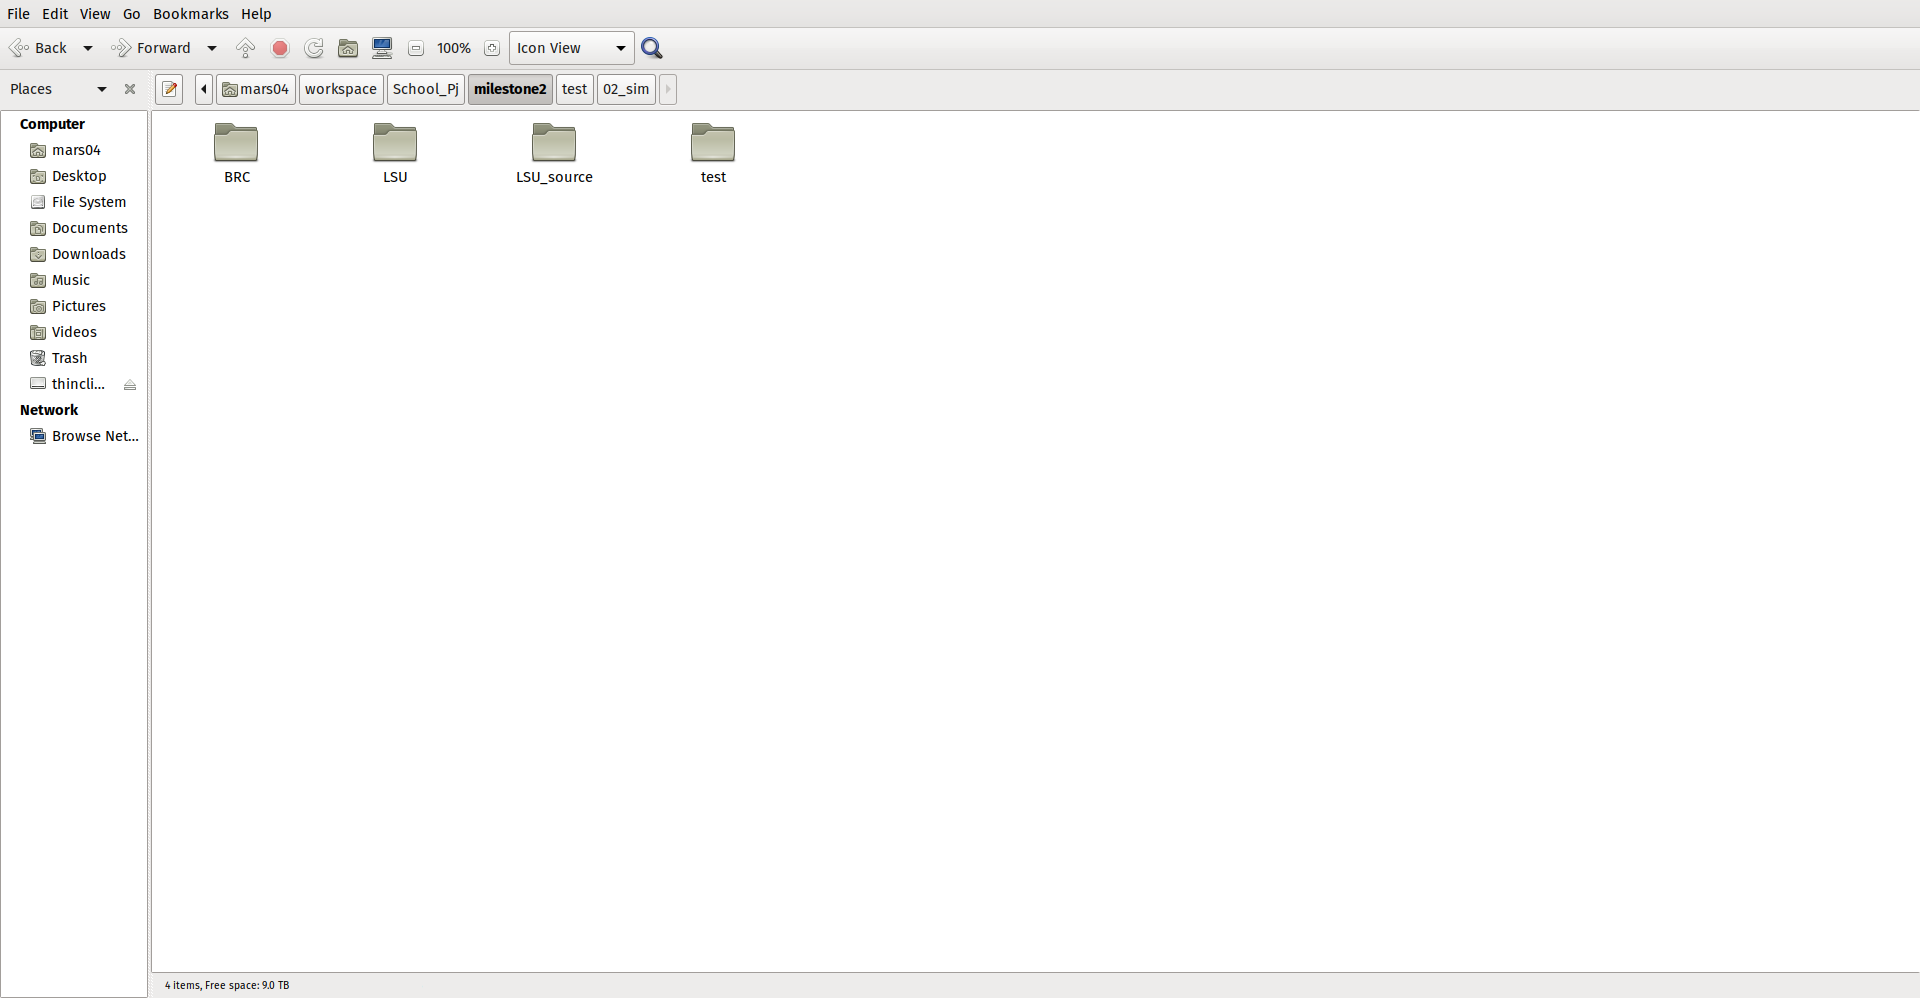 File Edit View Go Bookmarks Help
Back Forward 100% Icon View
Places mars04 workspace School_Pj milestone2 test 02_sim
Computer
mars04
Desktop
File System
Documents
Downloads
Music
Pictures
Videos
Trash
thincli...
Network
Browse Net...
BRC LSU LSU_source test
4 items, Free space: 9.0 TB